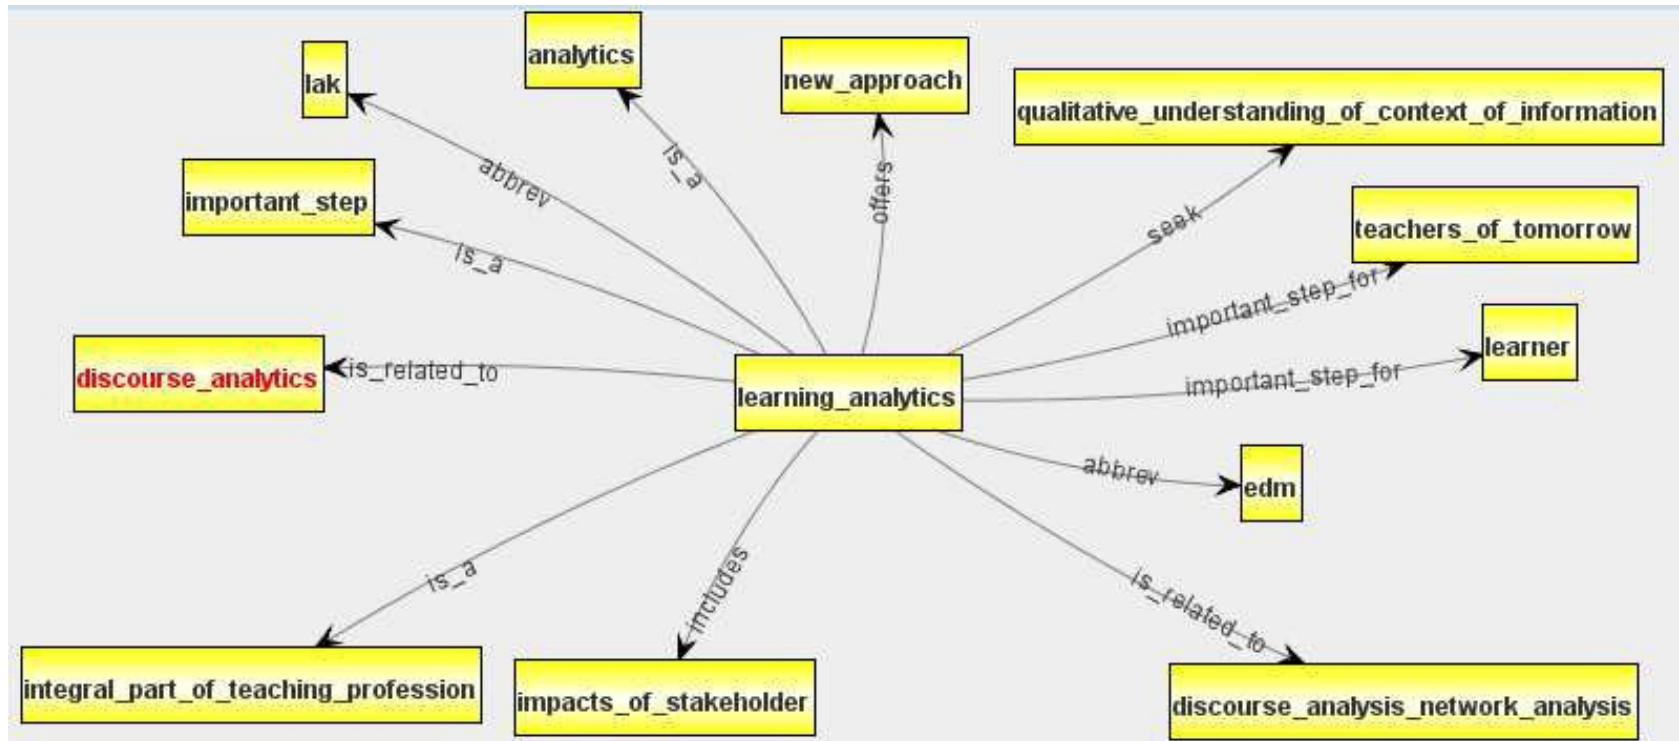 analytics
lak
new_approach
qualitative_understanding_of_context_of_information
abbrev
is_a
important_step
offers
seek
teachers_of_tomorrow
is_a
important_step_for
discourse_analytics
is_related_to
learner
important_step_for
learning_analytics
abbrev
edm
is_a
includes
is_related_to
integral_part_of_teaching_profession
impacts_of_stakeholder
discourse_analysis_network_analysis